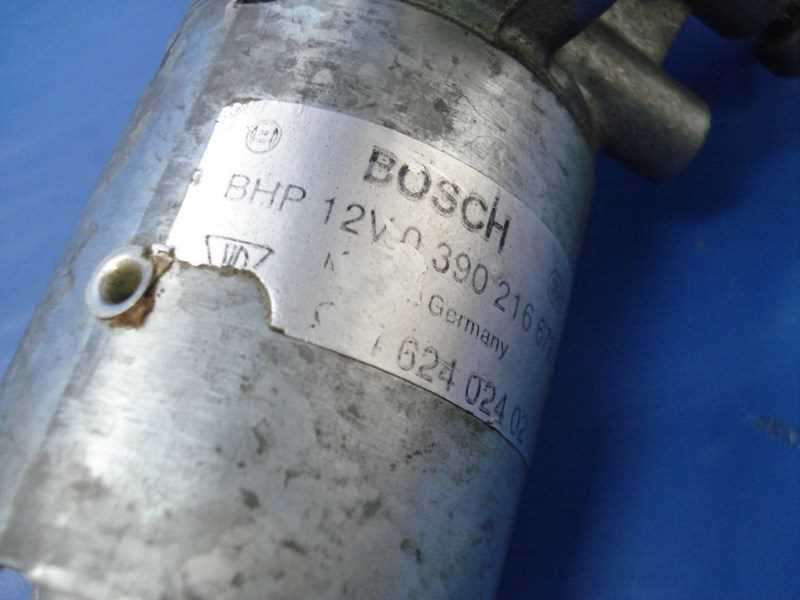 BOSCH
BHP 12V 0 390 216
Germany
624 024 02